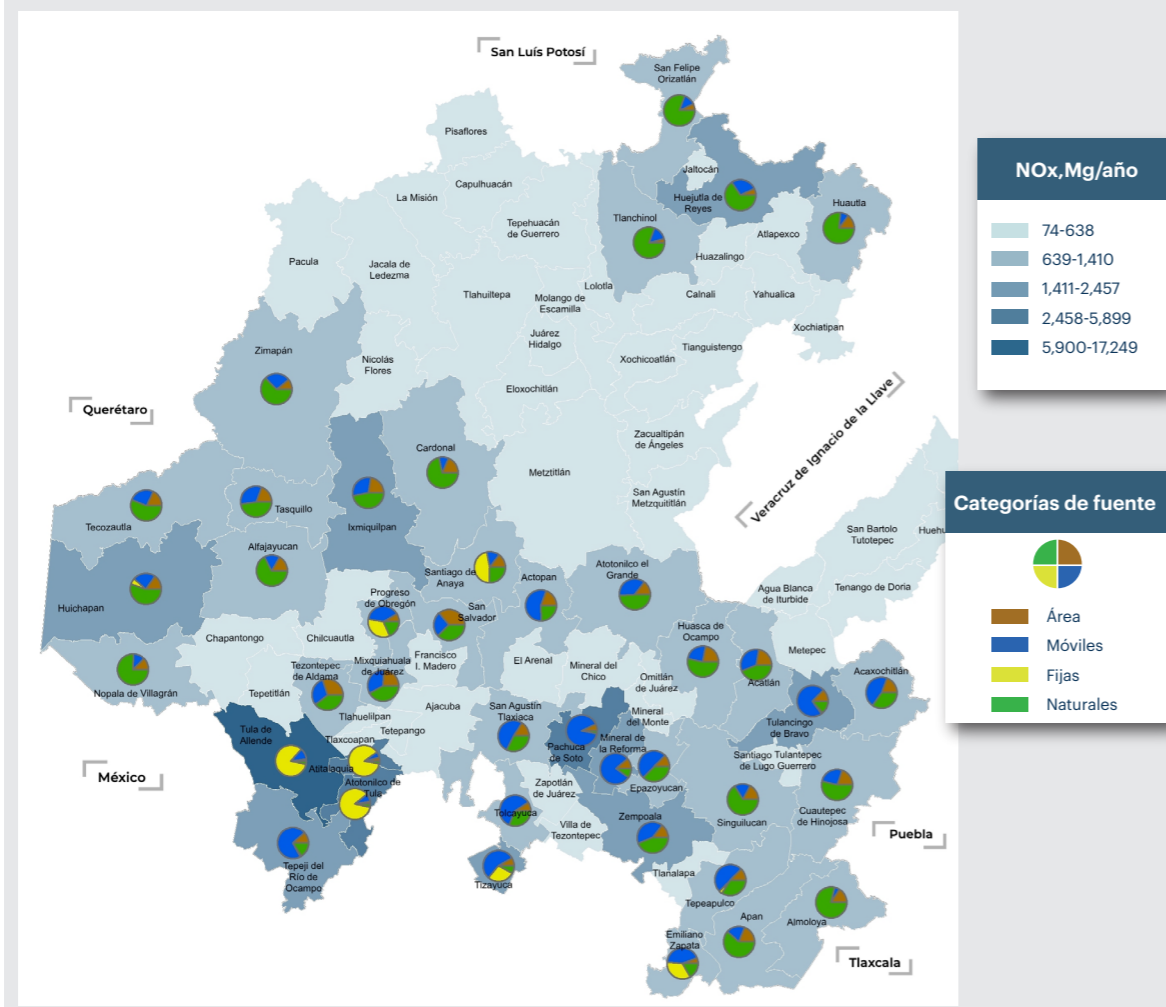 San Luís Potosí
San Felipe
Orizatlán
Pisaflores
Jaltocán
Capulhuacán
La Misión
Huejutla de
Reyes
Huautla
Tepehuacán
de Guerrero
Tlanchinol
Atlapexco
Huazalingo
Pacula
Jacala de
Ledezma
Lolotla
Tlahuiltepa
Molango de
Escamilla
Calnali
Yahualica
Xochiatipan
Juárez
Hidalgo
Tianguistengo
Zimapán
Nicolás
Flores
Xochicoatlán
Eloxochitlán
Querétaro
Veracruz de Ignacio de la Llave
Zacualtipán
de Ángeles
Cardonal
Metztitlán
San Agustín
Metzquititlán
Tecozautla
Tasquillo
Ixmiquilpan
San Bartolo
Tutotepec
Huehu
Alfajayucan
Santiago de
Anaya
Actopan
Atotonilco el
Grande
Agua Blanca
de Iturbide
Tenango de Doria
Huichapan
Progreso
de Obregón
San
Salvador
Huasca de
Ocampo
Chapantongo
Chilcuautla
Metepec
Francisco
I. Madero
El Arenal
Mineral del
Chico
Omitlán
de Juárez
Acatlán
Acaxochitlán
Nopala de Villagrán
Tezontepec
de Aldama
Mixquiahuala
de Juárez
Tepetitlán
Tlahuelilpan
Ajacuba
San Agustín
Tlaxiaca
Mineral
del Monte
Tulancingo
de Bravo
Tula de
Allende
Tlaxcoapan
Tetepango
Pachuca
de Soto
Mineral de
la Reforma
Santiago Tulantepec
de Lugo Guerrero
México
Atitalaquia
Atotonilco de
Tula
Zapotlán
de Juárez
Epazoyucan
Singuilucan
Cuautepec
de Hinojosa
Tolcayuca
Villa de
Tezontepec
Zempoala
Puebla
Tepeji del
Río de
Ocampo
Tizayuca
Tlanalapa
Tepeapulco
Apan
Almoloya
Emiliano
Zapata
Tlaxcala
NOx,Mg/año
74-638
639-1,410
1,411-2,457
2,458-5,899
5,900-17,249
Categorías de fuente
Área
Móviles
Fijas
Naturales